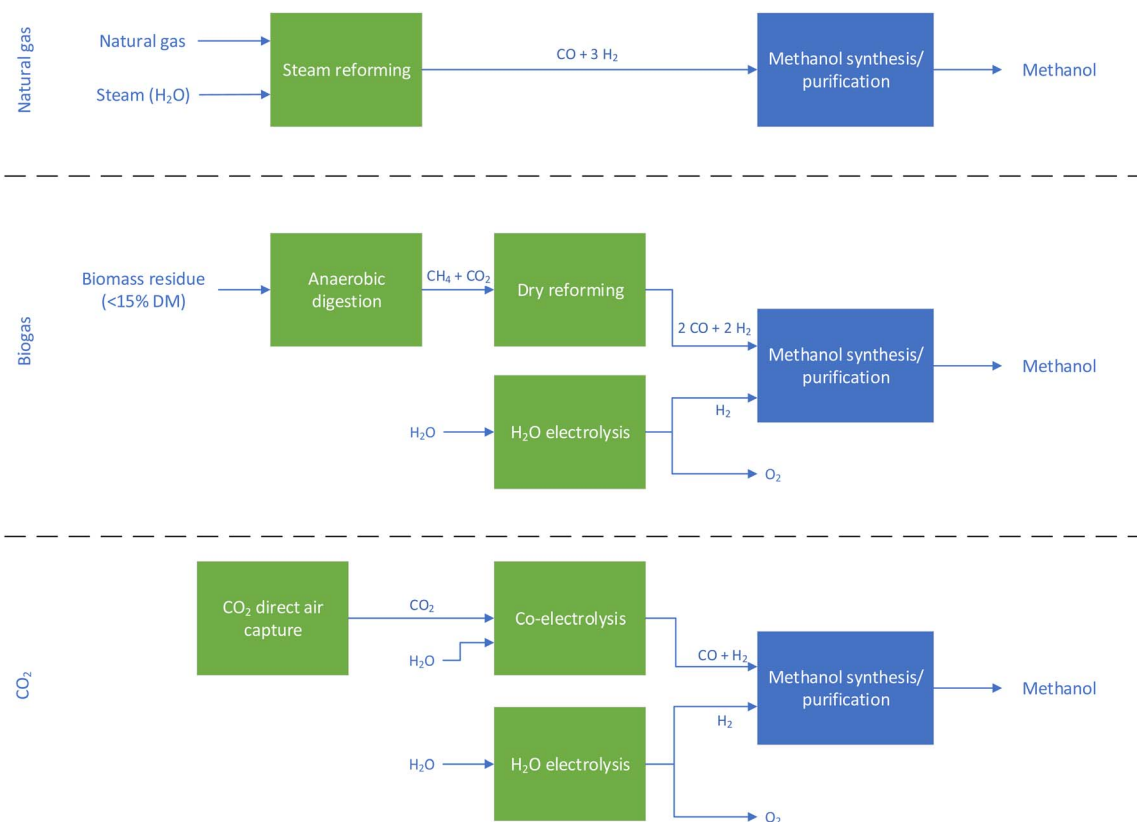 Natural gas
Natural gas
Steam (H₂O)
Steam reforming
CO + 3 H₂
Methanol synthesis/
purification
Methanol
Biogas
Biomass residue
(<15% DM)
Anaerobic
digestion
CH₄ + CO₂
Dry reforming
2 CO + 2 H₂
Methanol synthesis/
purification
Methanol
H₂O
H₂O electrolysis
H₂
O₂
CO₂
CO₂ direct air
capture
CO₂
H₂O
Co-electrolysis
CO + H₂
Methanol synthesis/
purification
Methanol
H₂O
H₂O electrolysis
H₂
O₂